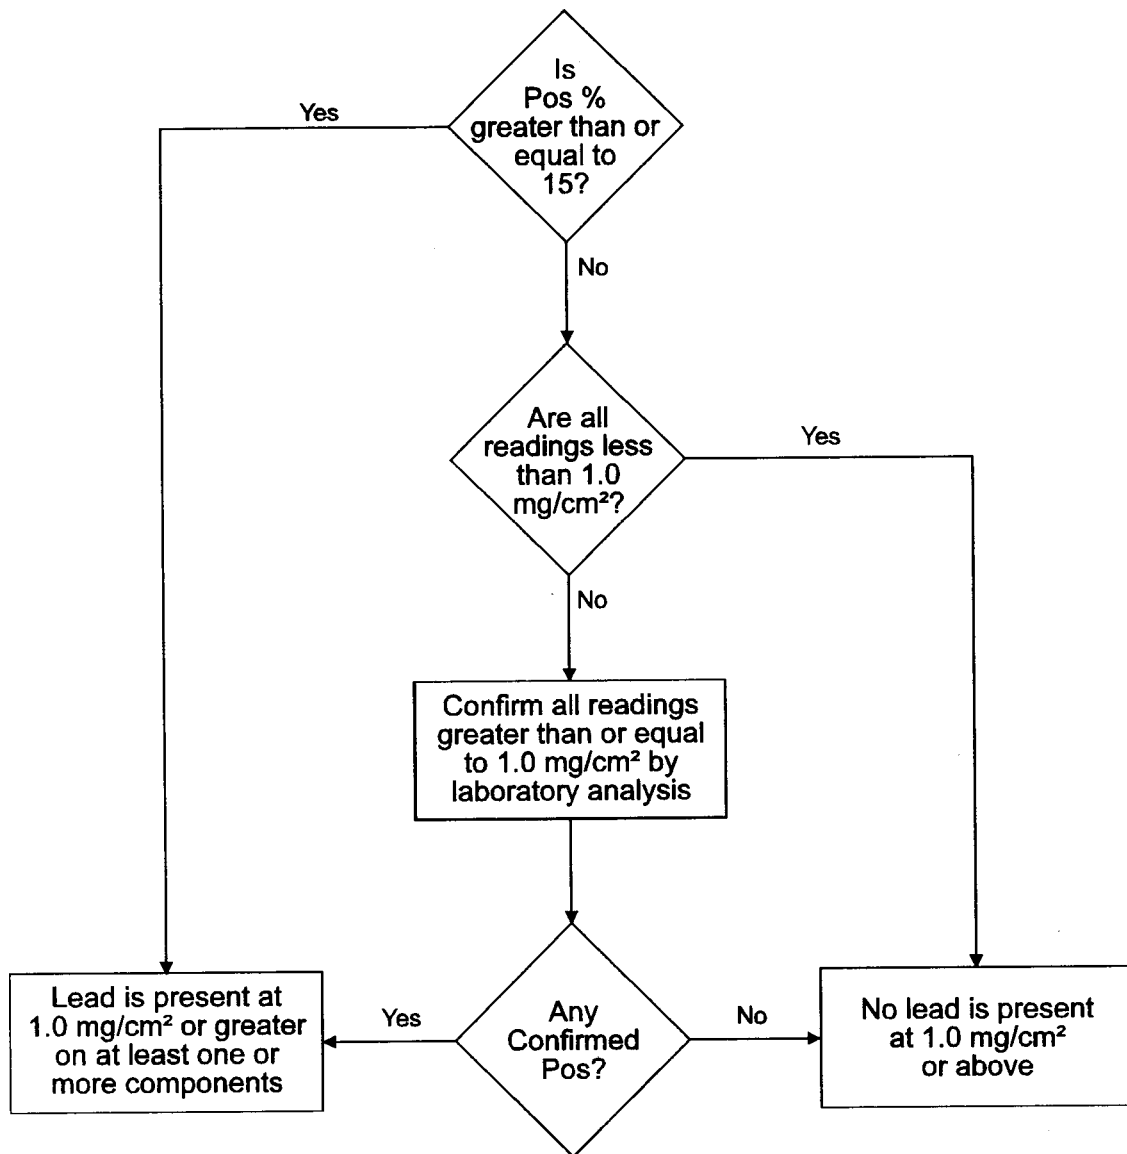 Is
Pos %
greater than or
equal to
15?
Yes
No
Are all
readings less
than 1.0
mg/cm²?
Yes
No
Confirm all readings
greater than or equal
to 1.0 mg/cm² by
laboratory analysis
Lead is present at
1.0 mg/cm² or greater
on at least one or
more components
Yes
Any
Confirmed
Pos?
No
No lead is present
at 1.0 mg/cm²
or above